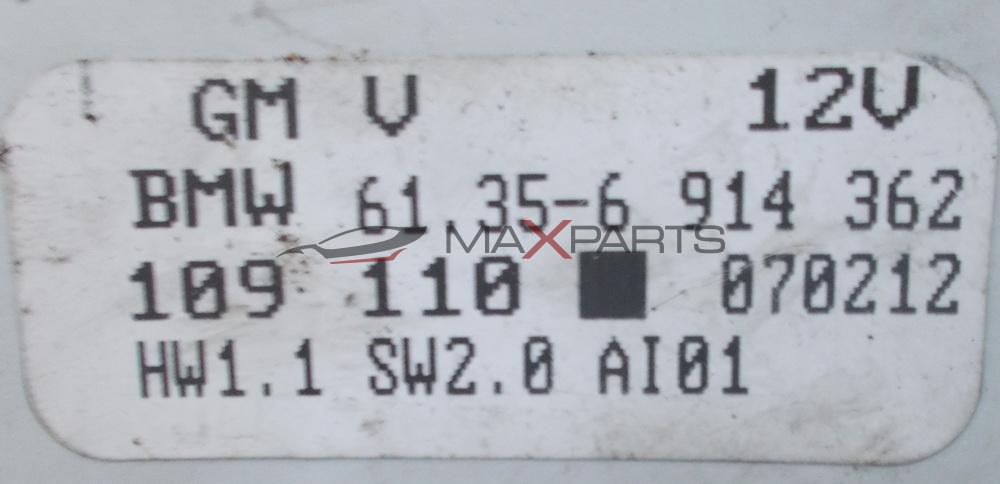 GM V 12V
BMW 61.35-6 914 362
MAXPARTS
109 110 ■ 070212
HW1.1 SW2.0 AI01